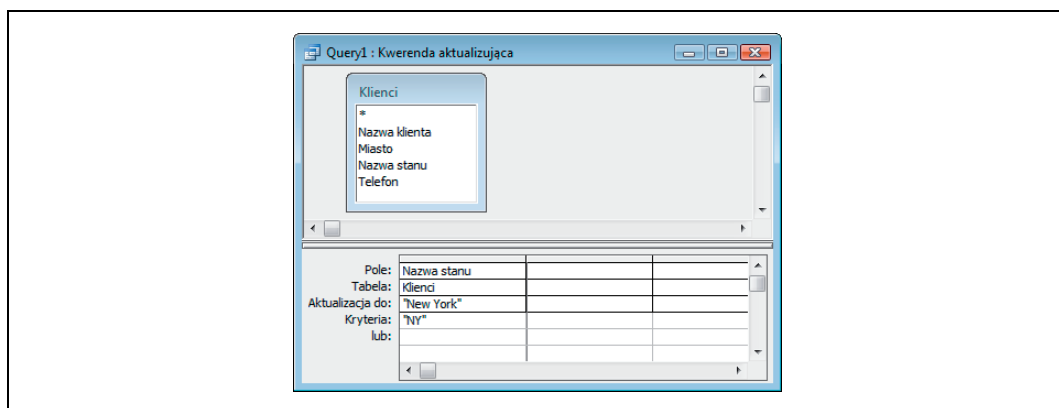 Query1 : Kwerenda aktualizująca
Klienci
*
Nazwa klienta
Miasto
Nazwa stanu
Telefon
Pole: Nazwa stanu
Tabela: Klienci
Aktualizacja do: "New York"
Kryteria: "NY"
lub: